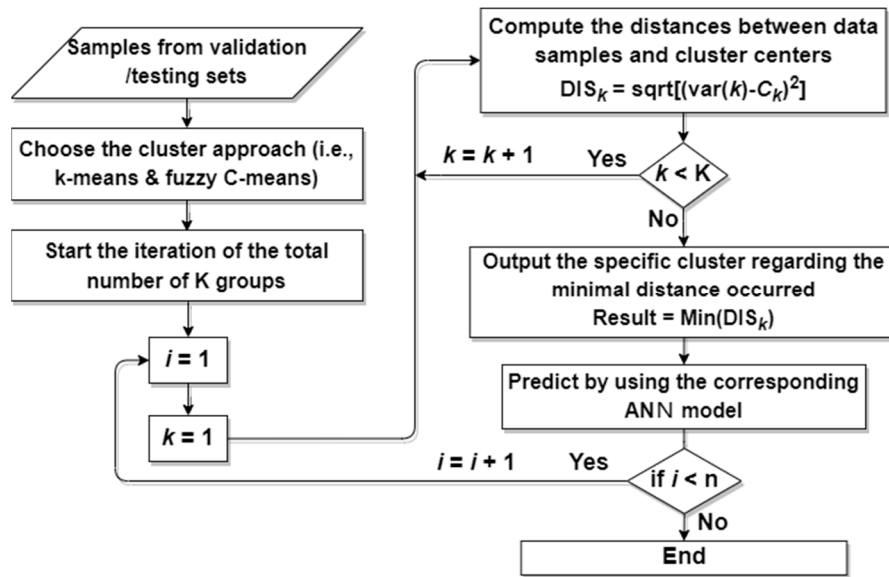 Samples from validation
/testing sets
Choose the cluster approach (i.e.,
k-means & fuzzy C-means)
Start the iteration of the total
number of K groups
i = 1
k = 1
Compute the distances between data
samples and cluster centers
DISₖ = sqrt[(var(k)-Cₖ)²]
k = k + 1
Yes
k < K
No
Output the specific cluster regarding the
minimal distance occurred
Result = Min(DISₖ)
Predict by using the corresponding
ANN model
i = i + 1
Yes
if i < n
No
End